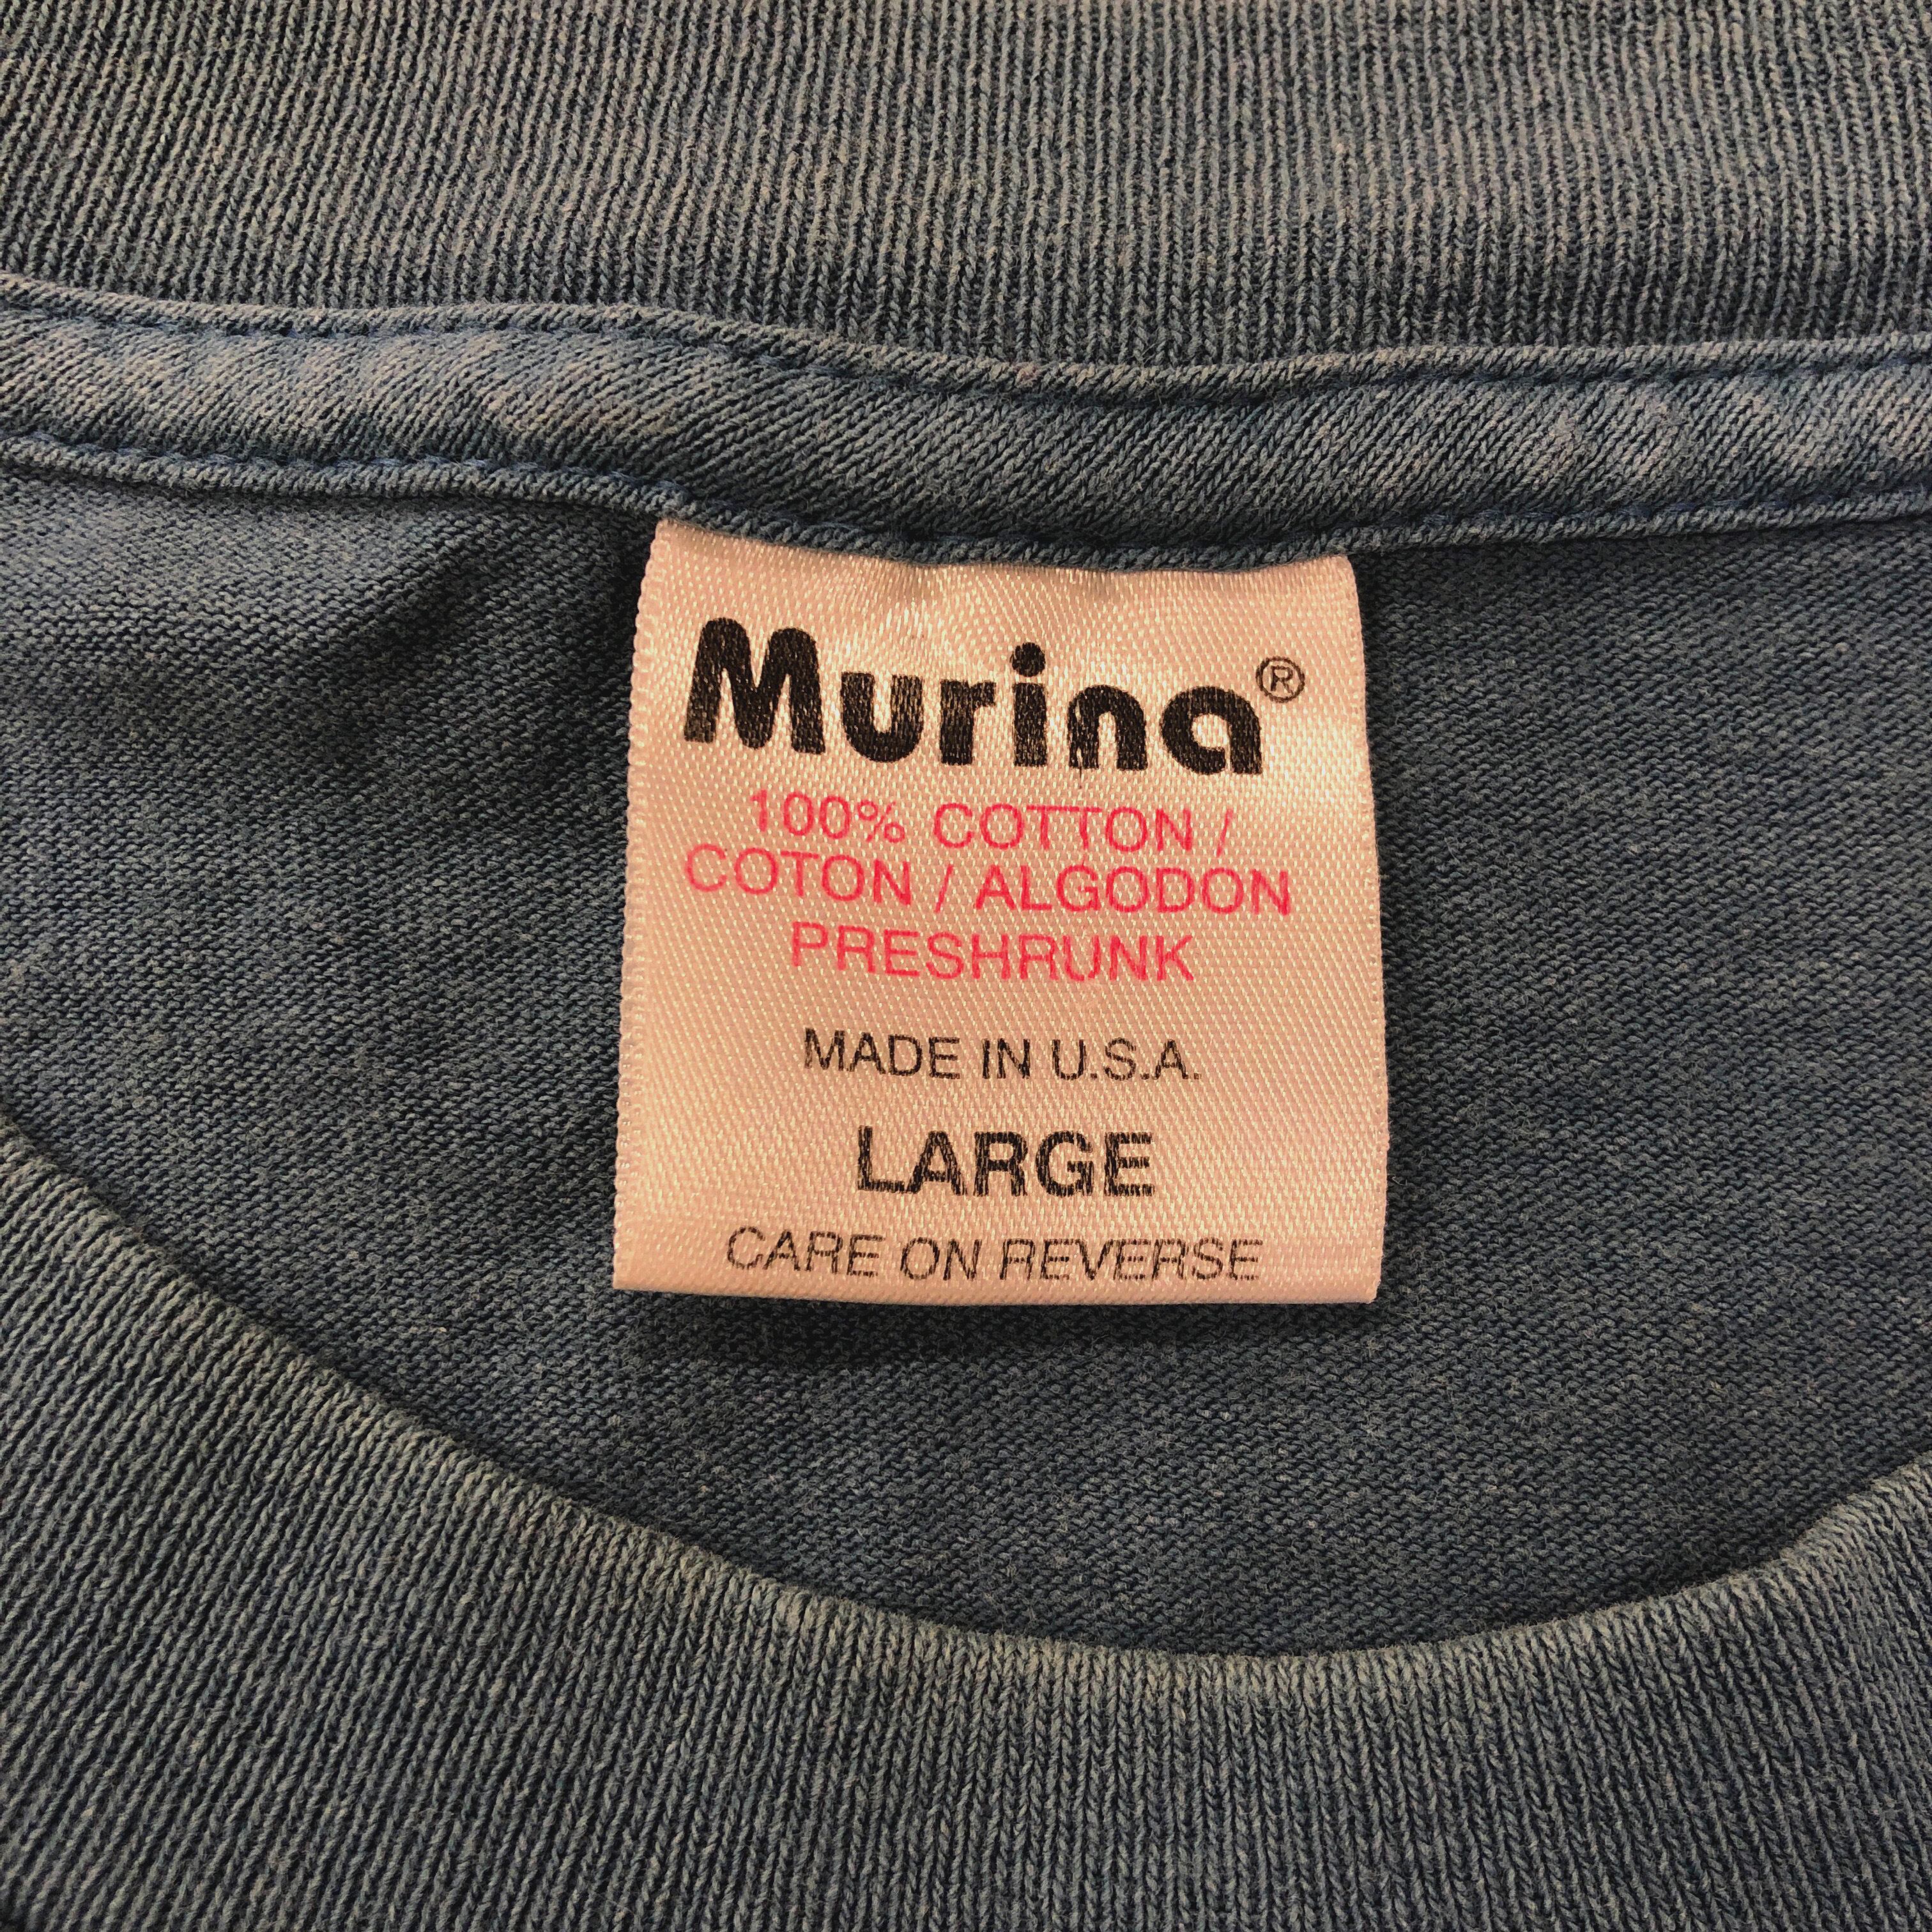 Murina®
100% COTTON /
COTON / ALGODON
PRESHRUNK
MADE IN U.S.A.
LARGE
CARE ON REVERSE